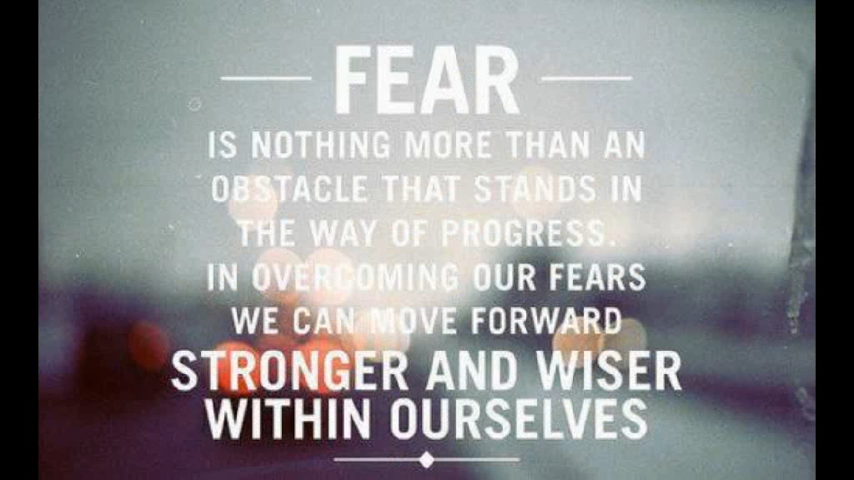 FEAR
IS NOTHING MORE THAN AN
OBSTACLE THAT STANDS IN
THE WAY OF PROGRESS.
IN OVERCOMING OUR FEARS
WE CAN MOVE FORWARD
STRONGER AND WISER
WITHIN OURSELVES